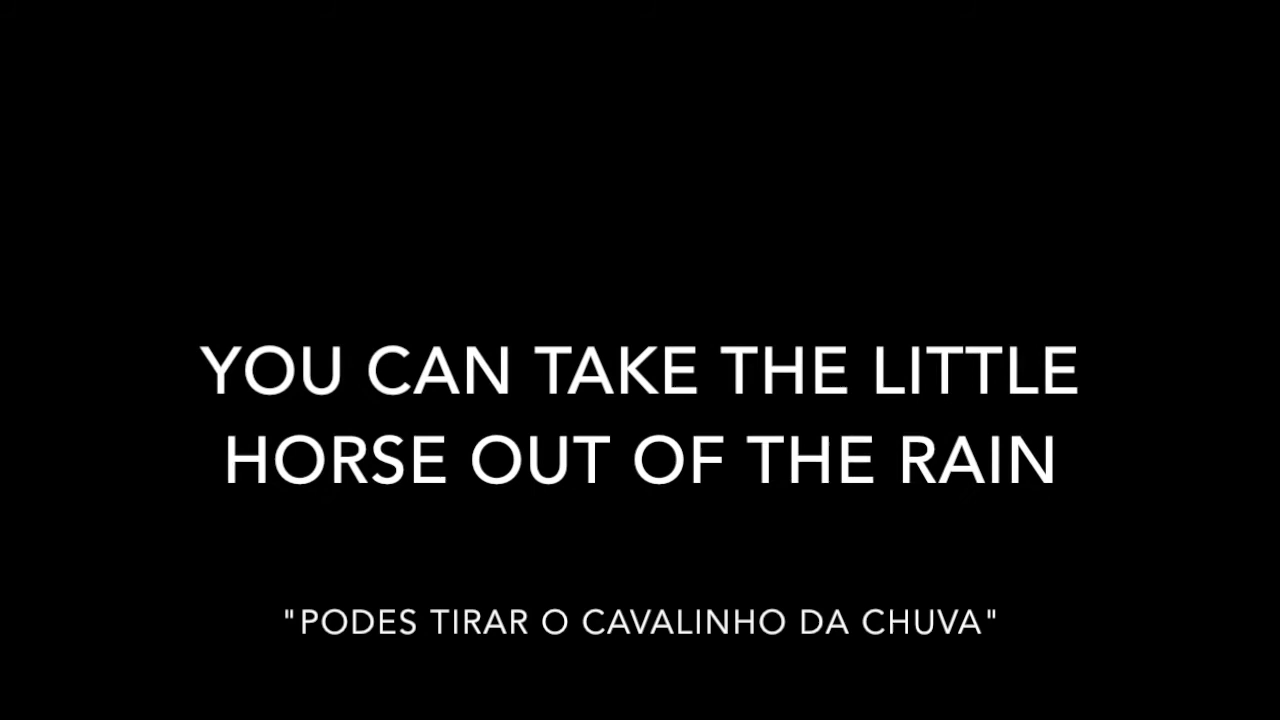 YOU CAN TAKE THE LITTLE
HORSE OUT OF THE RAIN
"PODES TIRAR O CAVALINHO DA CHUVA"